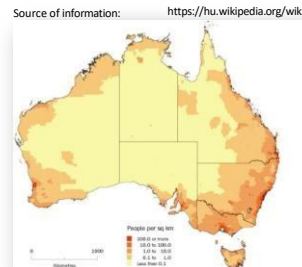 Source of information: https://hu.wikipedia.org/wik
People per sq km
100.0 or more
10.0 to 100.0
1.0 to 10.0
0.1 to 1.0
Less than 0.1
0 1000
Kilometres